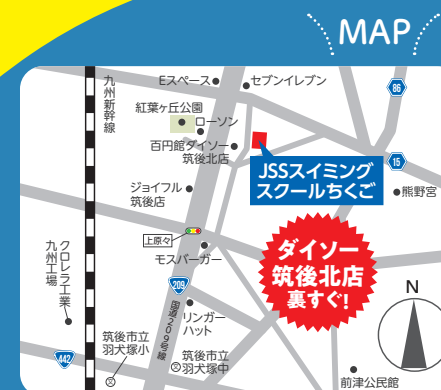 MAP
九州新幹線
Eスペース
セブンイレブン
86
紅葉ヶ丘公園
ローソン
百円館ダイソー
筑後北店
15
JSSスイミング
スクールちくご
熊野宮
ジョイフル
筑後店
上原々
モスバーガー
ダイソー
筑後北店
裏すぐ!
クロレラ工業
九州工場
209
国道209号線
リンガー
ハット
N
筑後市立
羽犬塚小
442
筑後市立
羽犬塚中
文
文
前津公民館